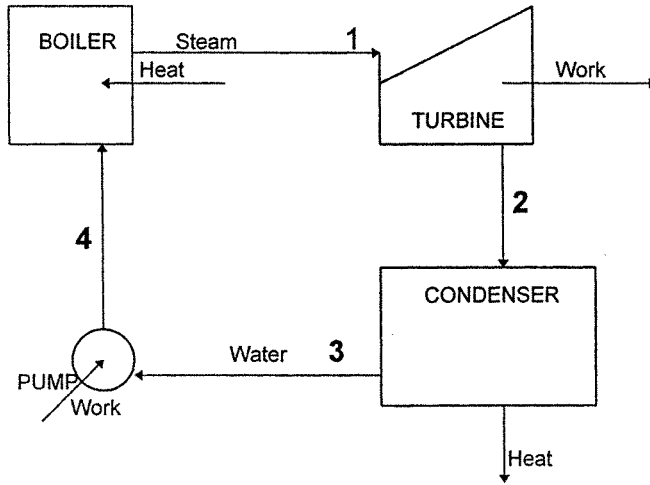 BOILER
Steam
1
Heat
Work
TURBINE
2
4
CONDENSER
Water
3
PUMP
Work
Heat